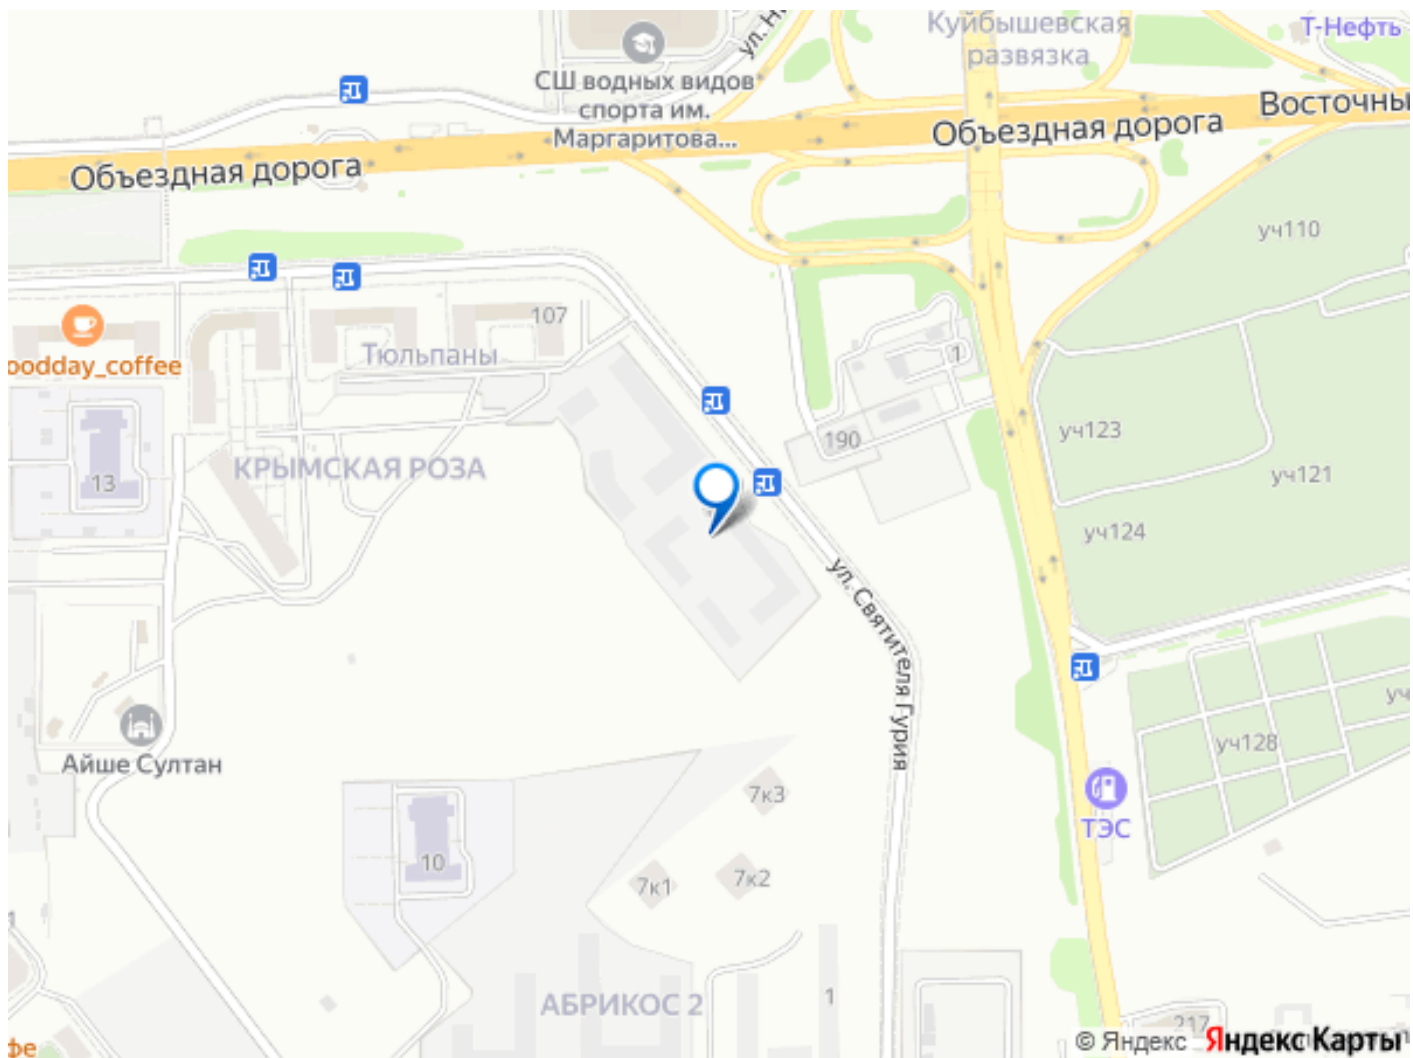 Куйбышевская
развязка
Т-Нефть
СШ водных видов
спорта им.
Маргаритова...
Объездная дорога
Восточны
Объездная дорога
уч110
107
Тюльпаны
oodday_coffee
1
190
уч123
КРЫМСКАЯ РОЗА
13
уч121
уч124
ул. Святителя Гурия
Айше Султан
уч128
7к3
ТЭС
10
7к1
7к2
АБРИКОС 2
1
217
фе
© Яндекс Яндекс Карты